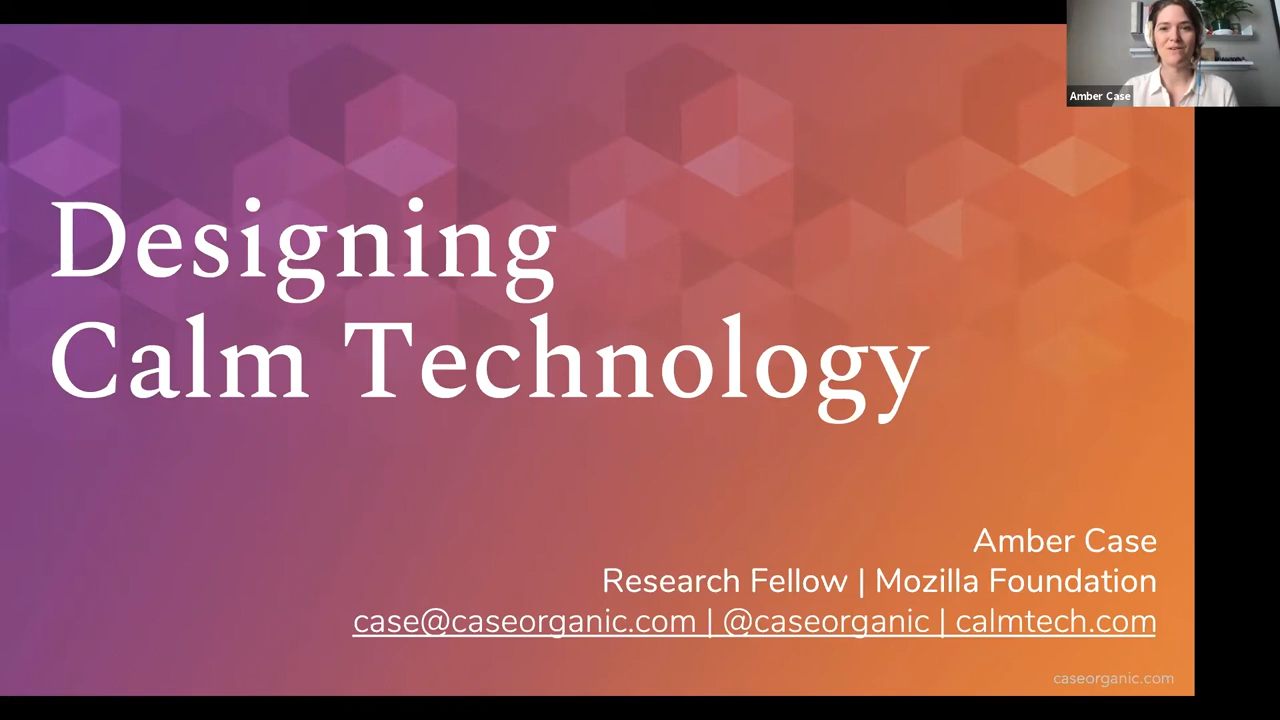 Amber Case
Designing
Calm Technology
Amber Case
Research Fellow | Mozilla Foundation
case@caseorganic.com | @caseorganic | calmtech.com
caseorganic.com